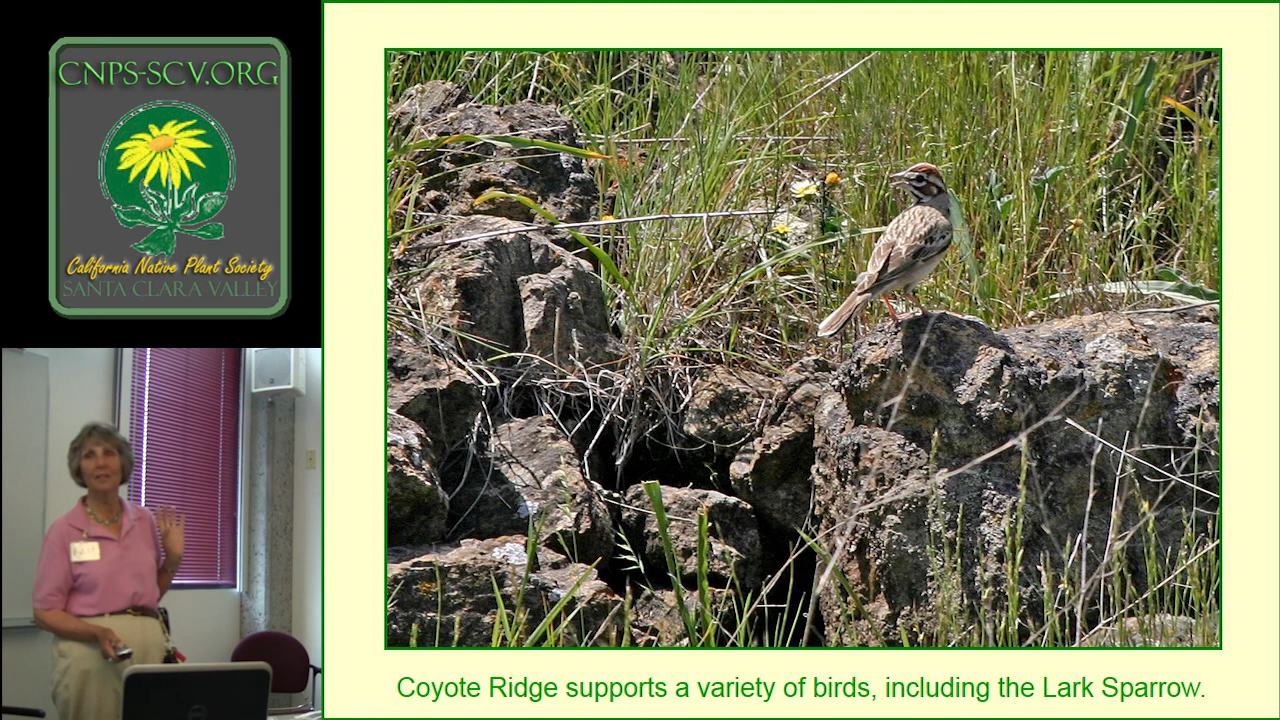 CNPS-SCV.ORG
California Native Plant Society
SANTA CLARA VALLEY
Coyote Ridge supports a variety of birds, including the Lark Sparrow.